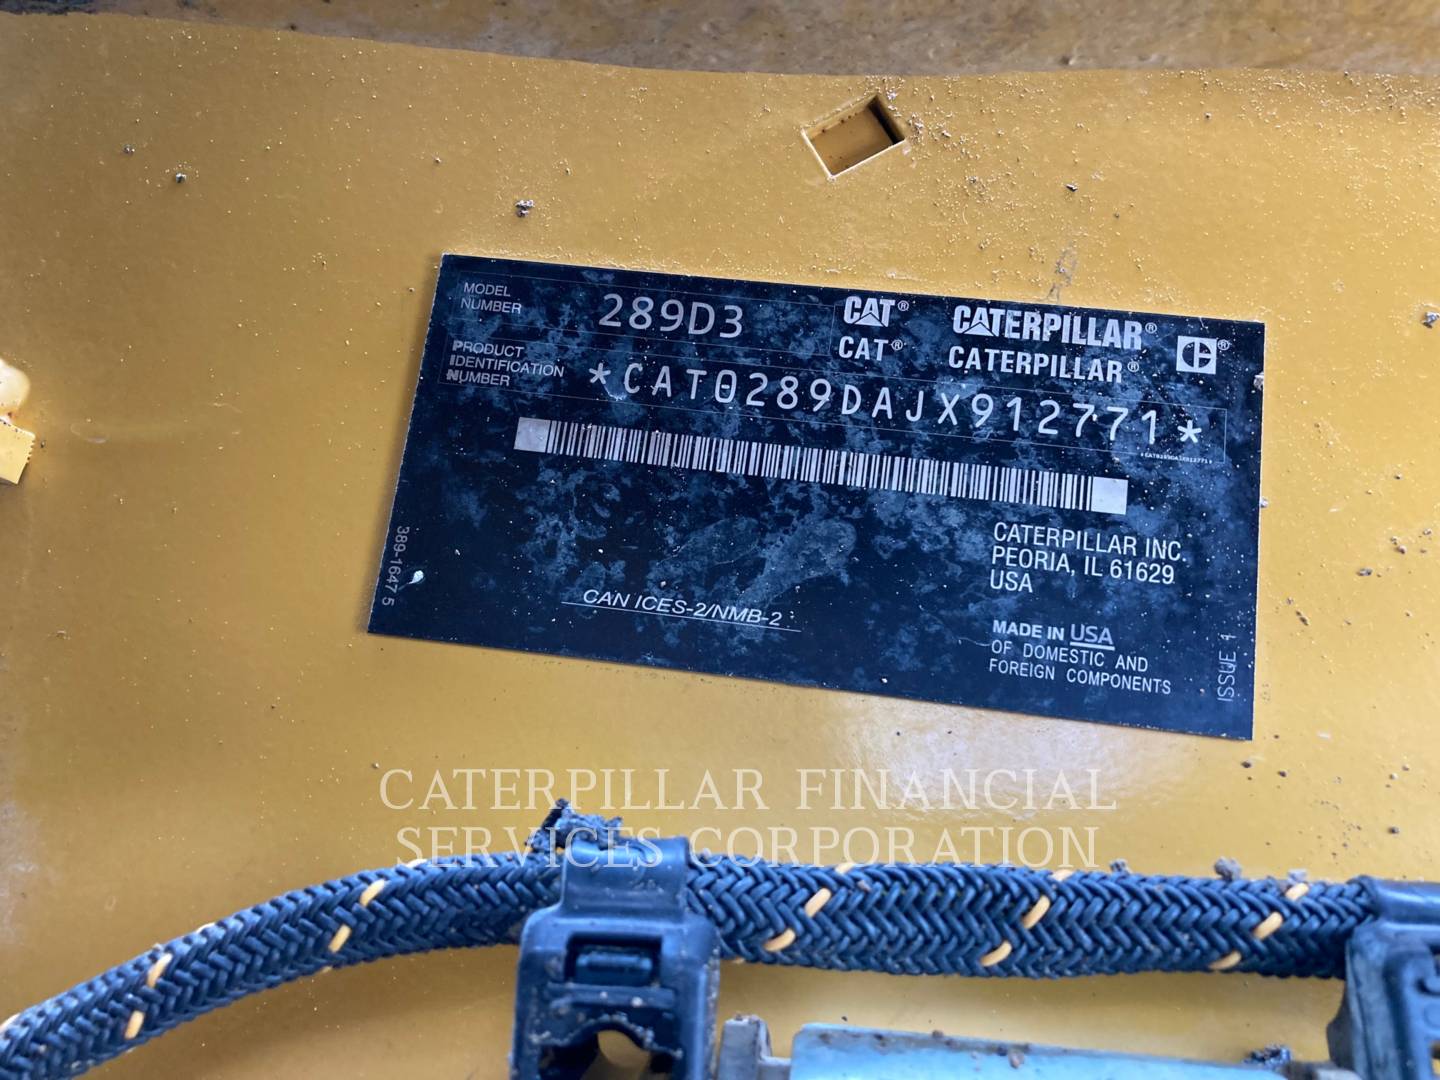 MODEL
NUMBER
289D3
CAT®
CATERPILLAR®
C®
CAT®
CATERPILLAR®
PRODUCT
IDENTIFICATION
NUMBER
*CAT0289DAJX912771*
*CAT0289DAJX912771*
389-1647 5
CATERPILLAR INC.
PEORIA, IL 61629
USA
CAN ICES-2/NMB-2
MADE IN USA
OF DOMESTIC AND
FOREIGN COMPONENTS
ISSUE 1
CATERPILLAR FINANCIAL
SERVICES CORPORATION